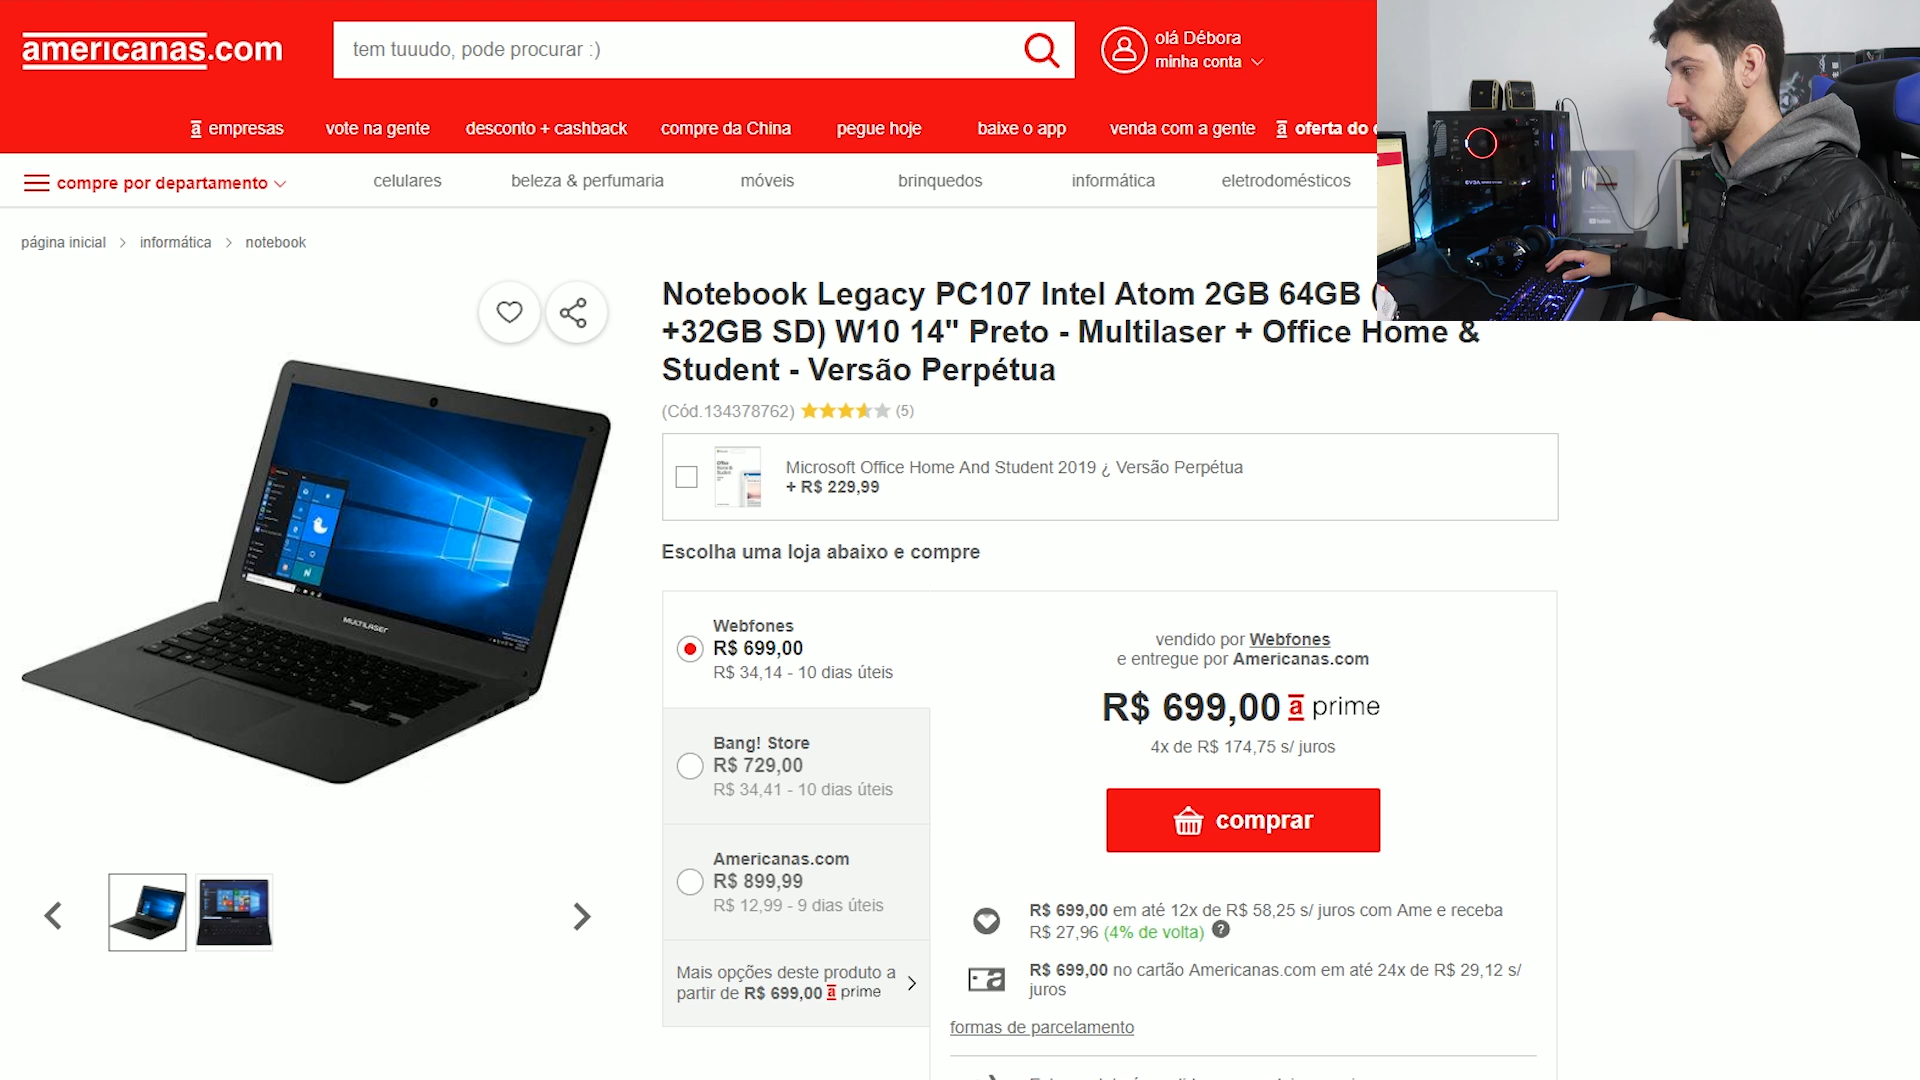 americanas.com
tem tuuudo, pode procurar :)
olá Débora
minha conta
a empresas
vote na gente
desconto + cashback
compre da China
pegue hoje
baixe o app
venda com a gente
a oferta do
compre por departamento
celulares
beleza & perfumaria
móveis
brinquedos
informática
eletrodomésticos
página inicial > informática > notebook
Notebook Legacy PC107 Intel Atom 2GB 64GB (
+32GB SD) W10 14" Preto - Multilaser + Office Home &
Student - Versão Perpétua
(Cód.134378762) (5)
Microsoft Office Home And Student 2019 ¿ Versão Perpétua
+ R$ 229,99
Escolha uma loja abaixo e compre
MULTILASER
Webfones
R$ 699,00
R$ 34,14 - 10 dias úteis
Bang! Store
R$ 729,00
R$ 34,41 - 10 dias úteis
Americanas.com
R$ 899,99
R$ 12,99 - 9 dias úteis
Mais opções deste produto a
partir de R$ 699,00 a prime
vendido por Webfones
e entregue por Americanas.com
R$ 699,00 a prime
4x de R$ 174,75 s/ juros
comprar
R$ 699,00 em até 12x de R$ 58,25 s/ juros com Ame e receba
R$ 27,96 (4% de volta) ?
R$ 699,00 no cartão Americanas.com em até 24x de R$ 29,12 s/
juros
formas de parcelamento